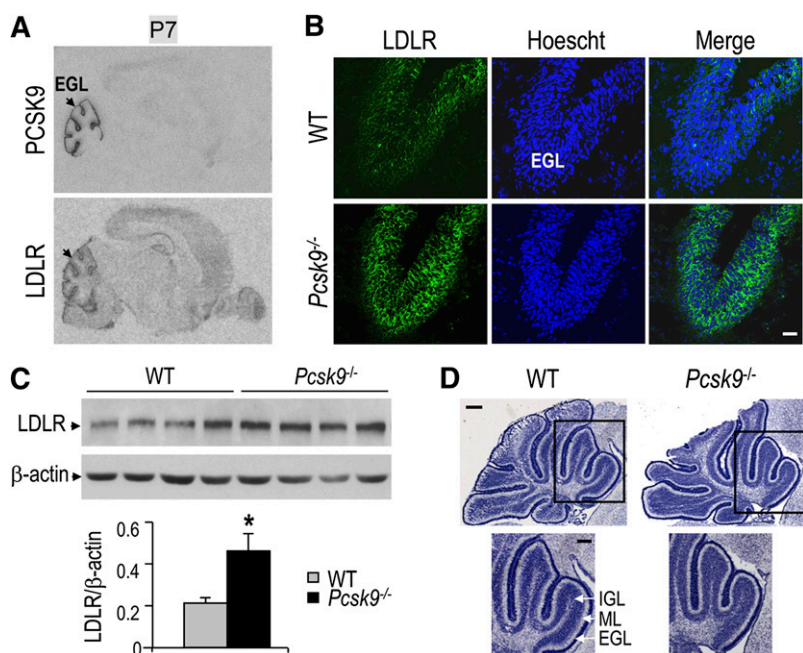 A
P7
PCSK9
EGL
LDLR
B
LDLR
Hoescht
Merge
WT
EGL
Pcsk9-/-
C
WT
Pcsk9-/-
LDLR
β-actin
LDLR/β-actin
0.6
0.4
0.2
0
*
WT
Pcsk9-/-
D
WT
Pcsk9-/-
IGL
ML
EGL